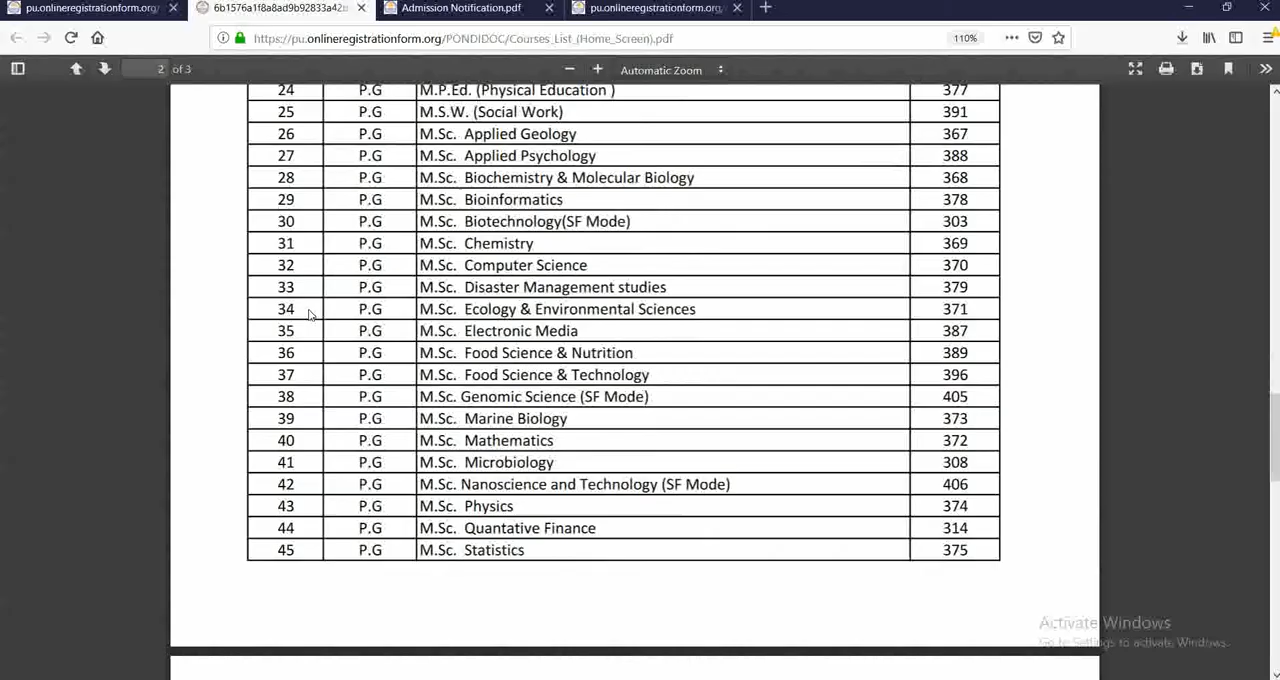 pu.onlineregistrationform.org/
6b1576a1f8a8ad9b92833a42
Admission Notification.pdf
pu.onlineregistrationform.org,
https://pu.onlineregistrationform.org/PONDIDOC/Courses_List_(Home_Screen).pdf
110%
2 of 3
Automatic Zoom
24 P.G M.P.Ed. (Physical Education ) 377
25 P.G M.S.W. (Social Work) 391
26 P.G M.Sc. Applied Geology 367
27 P.G M.Sc. Applied Psychology 388
28 P.G M.Sc. Biochemistry & Molecular Biology 368
29 P.G M.Sc. Bioinformatics 378
30 P.G M.Sc. Biotechnology(SF Mode) 303
31 P.G M.Sc. Chemistry 369
32 P.G M.Sc. Computer Science 370
33 P.G M.Sc. Disaster Management studies 379
34 P.G M.Sc. Ecology & Environmental Sciences 371
35 P.G M.Sc. Electronic Media 387
36 P.G M.Sc. Food Science & Nutrition 389
37 P.G M.Sc. Food Science & Technology 396
38 P.G M.Sc. Genomic Science (SF Mode) 405
39 P.G M.Sc. Marine Biology 373
40 P.G M.Sc. Mathematics 372
41 P.G M.Sc. Microbiology 308
42 P.G M.Sc. Nanoscience and Technology (SF Mode) 406
43 P.G M.Sc. Physics 374
44 P.G M.Sc. Quantative Finance 314
45 P.G M.Sc. Statistics 375
Activate Windows
Go to Settings to activate Windows.